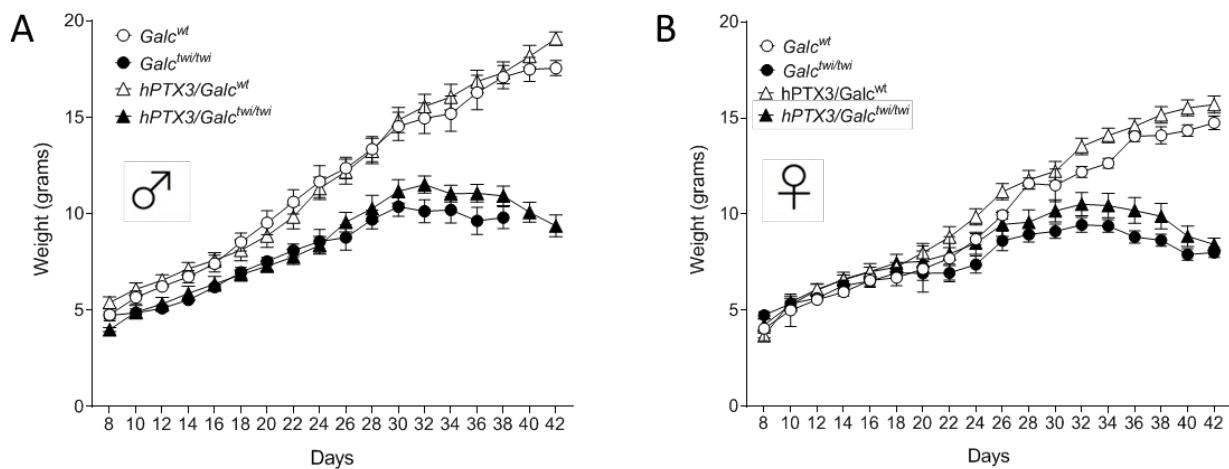 A
Galc^wt
Galc^twi/twi
hPTX3/Galc^wt
hPTX3/Galc^twi/twi
♂
Weight (grams)
20
15
10
5
0
8 10 12 14 16 18 20 22 24 26 28 30 32 34 36 38 40 42
Days
B
Galc^wt
Galc^twi/twi
hPTX3/Galc^wt
hPTX3/Galc^twi/twi
♀
Weight (grams)
20
15
10
5
0
8 10 12 14 16 18 20 22 24 26 28 30 32 34 36 38 40 42
Days